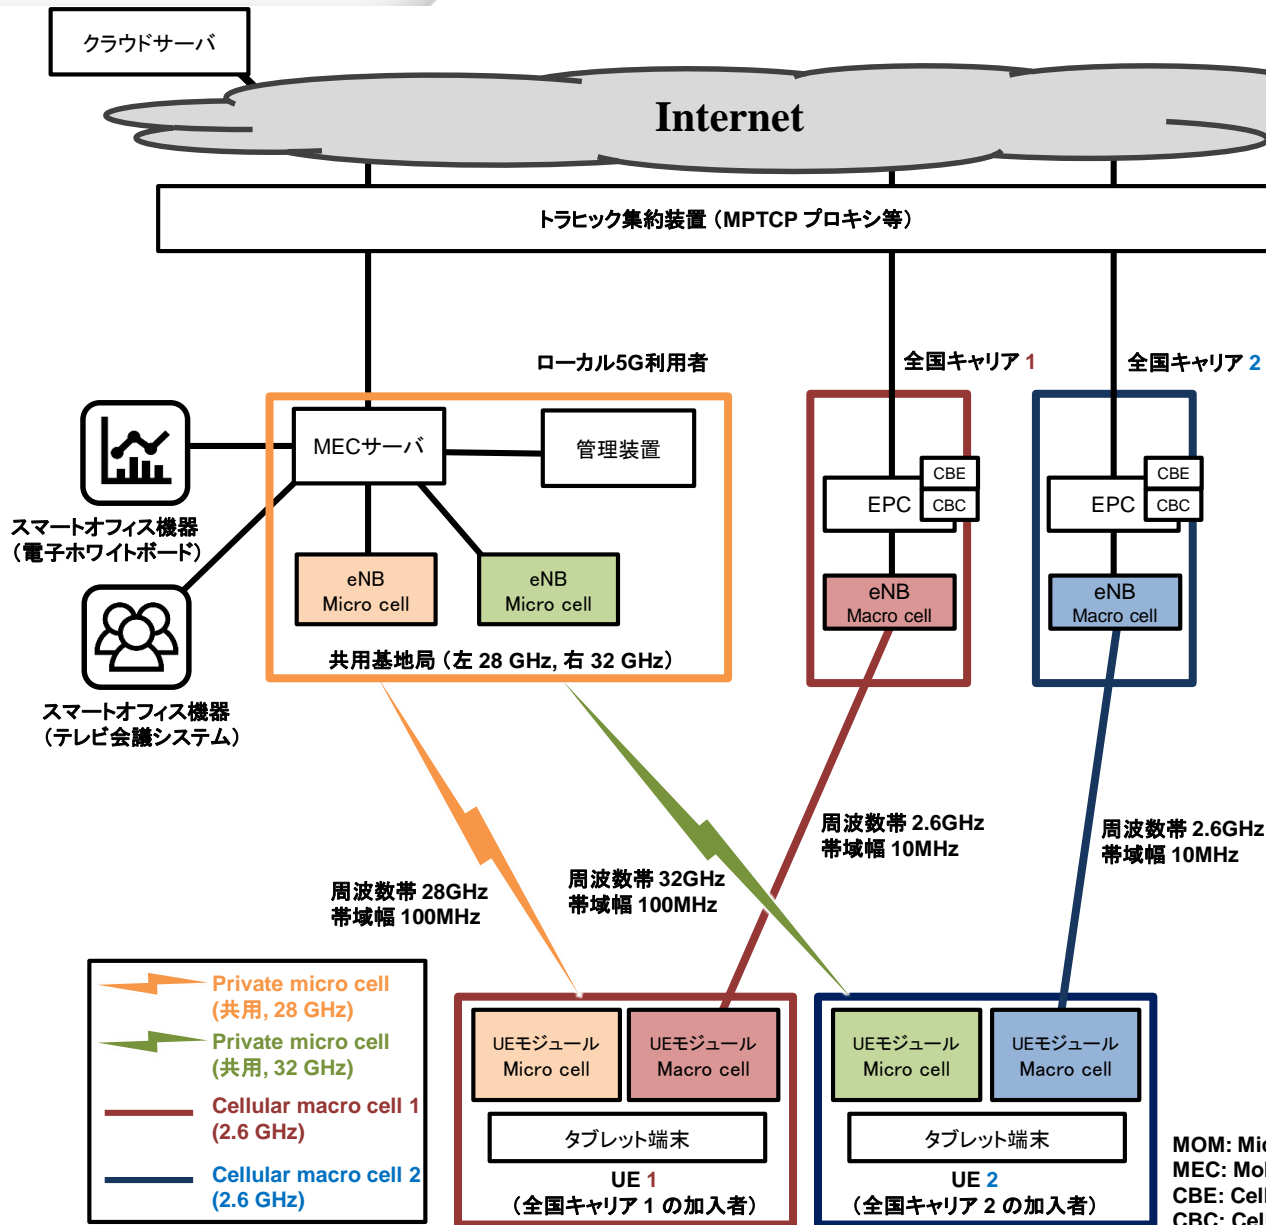 クラウドサーバ
Internet
トラヒック集約装置（MPTCP プロキシ等）
ローカル5G利用者
全国キャリア 1
全国キャリア 2
MECサーバ
管理装置
CBE
EPC
CBC
CBE
EPC
CBC
スマートオフィス機器
（電子ホワイトボード）
eNB
Micro cell
eNB
Micro cell
eNB
Macro cell
eNB
Macro cell
共用基地局（左 28 GHz, 右 32 GHz）
スマートオフィス機器
（テレビ会議システム）
周波数帯 28GHz
帯域幅 100MHz
周波数帯 32GHz
帯域幅 100MHz
周波数帯 2.6GHz
帯域幅 10MHz
周波数帯 2.6GHz
帯域幅 10MHz
Private micro cell
(共用, 28 GHz)
Private micro cell
(共用, 32 GHz)
Cellular macro cell 1
(2.6 GHz)
Cellular macro cell 2
(2.6 GHz)
UEモジュール
Micro cell
UEモジュール
Macro cell
タブレット端末
UE 1
（全国キャリア 1 の加入者）
UEモジュール
Micro cell
UEモジュール
Macro cell
タブレット端末
UE 2
（全国キャリア 2 の加入者）
MOM:
MEC:
CBE: Cell
CBC: Cell